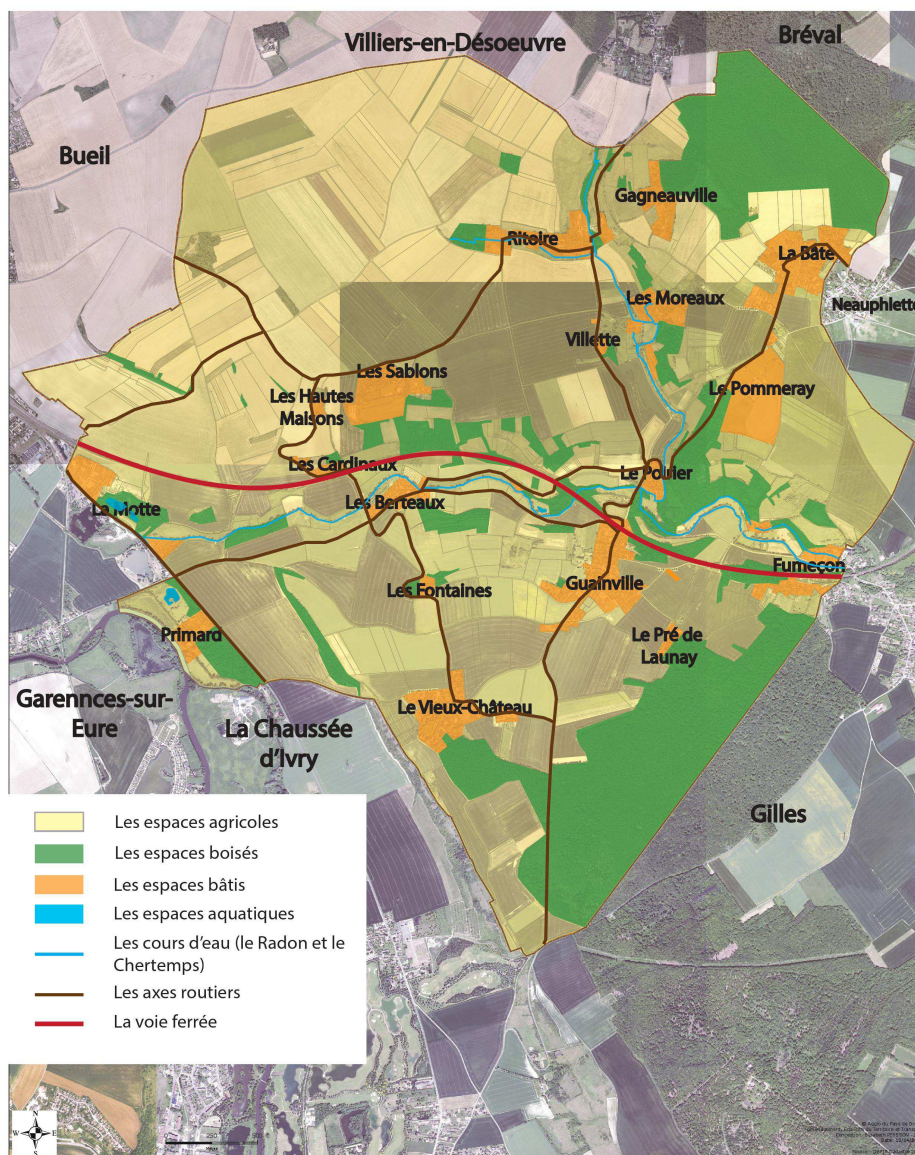 Villiers-en-Désoeuvre
Bréval
Bueil
Gagneauville
Ritoire
La Bâte
Neauphlette
Les Moreaux
Villette
Les Sablons
Le Pommeray
Les Hautes
Maisons
Les Cardinaux
Le Poirier
Les Berteaux
La Motte
Fumeçon
Guainville
Les Fontaines
Primard
Le Pré de
Launay
Garennces-sur-
Eure
La Chaussée
d'Ivry
Le Vieux-Château
Gilles
Les espaces agricoles
Les espaces boisés
Les espaces bâtis
Les espaces aquatiques
Les cours d'eau (le Radon et le
Chertemps)
Les axes routiers
La voie ferrée
N
W
E
S